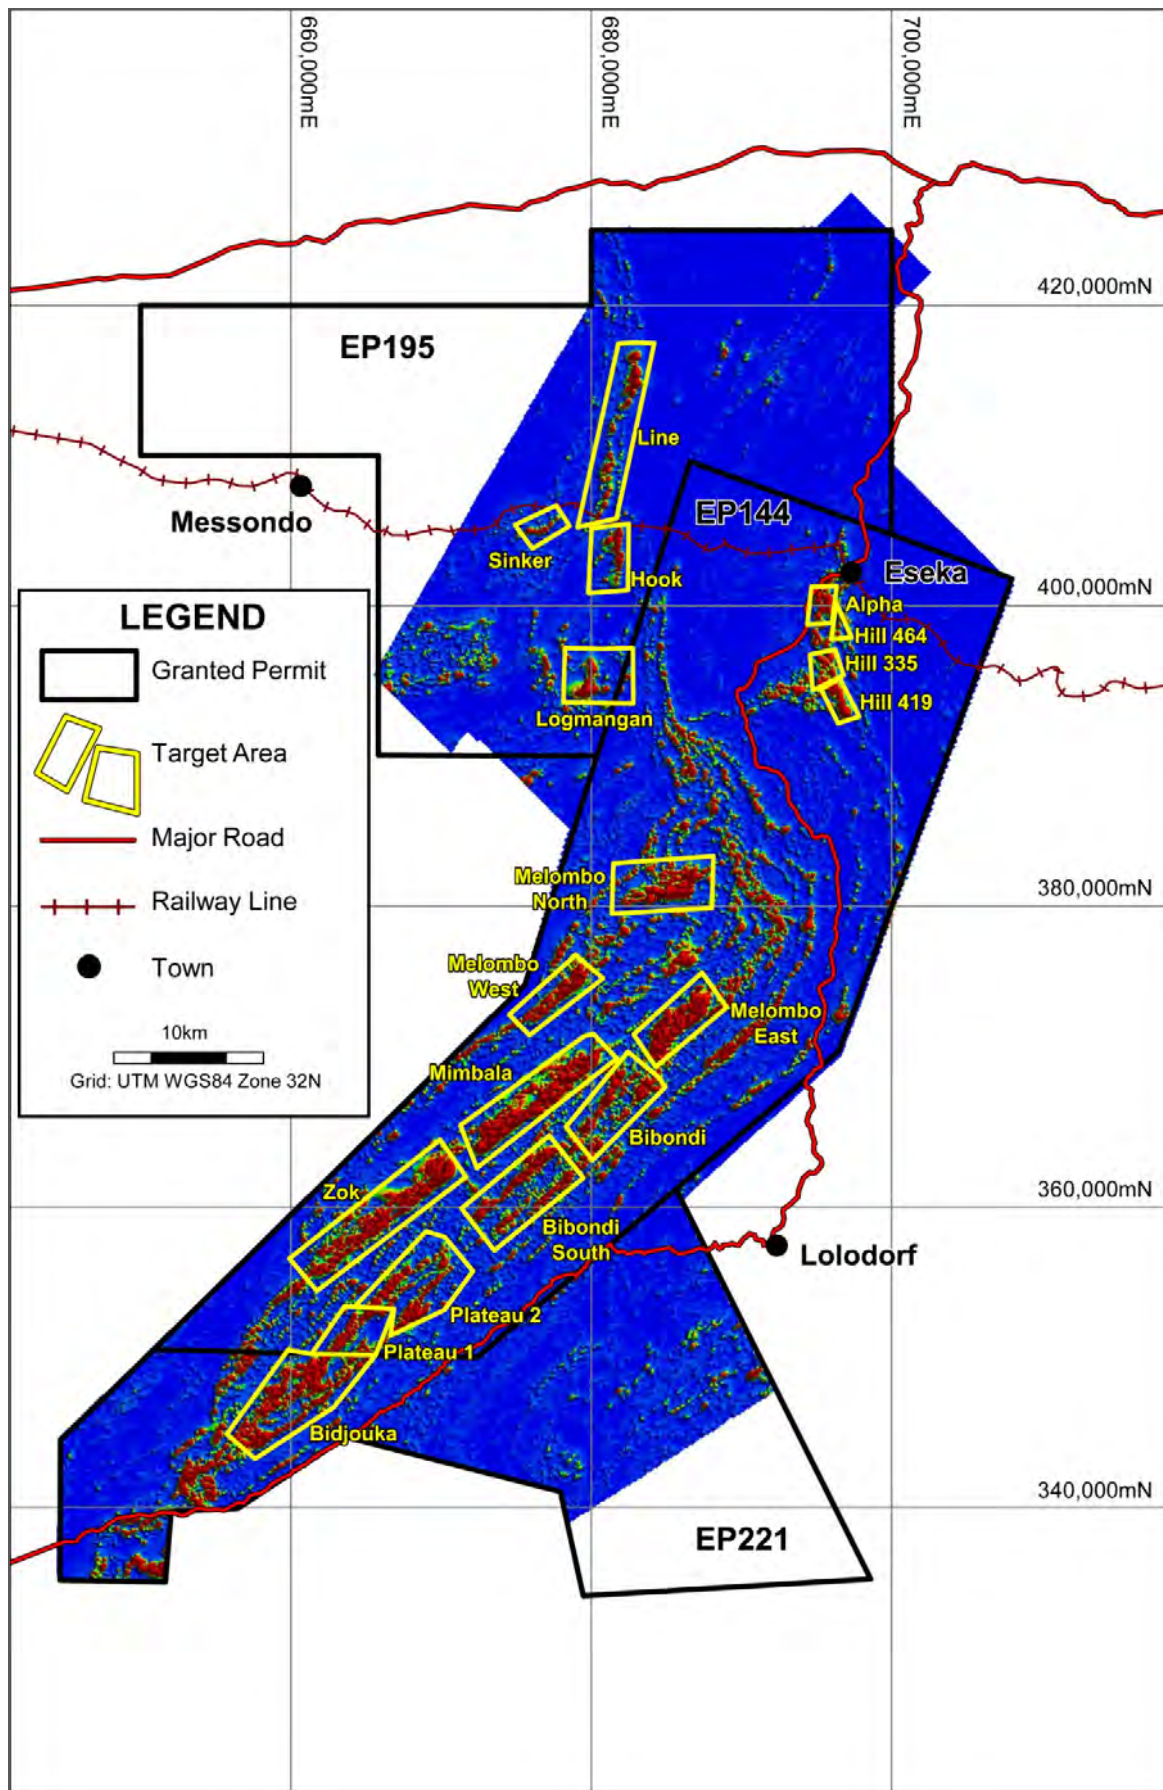 660,000mE
680,000mE
700,000mE
420,000mN
EP195
Line
Messondo
EP144
Sinker
Hook
Eseka
400,000mN
Alpha
Hill 464
Hill 335
Hill 419
Logmangan
LEGEND
Granted Permit
Target Area
Major Road
Railway Line
Town
10km
Grid: UTM WGS84 Zone 32N
Melombo
North
380,000mN
Melombo
West
Melombo
East
Mimbala
Bibondi
Zok
360,000mN
Bibondi
South
Lolodorf
Plateau 2
Plateau 1
Bidjouka
340,000mN
EP221